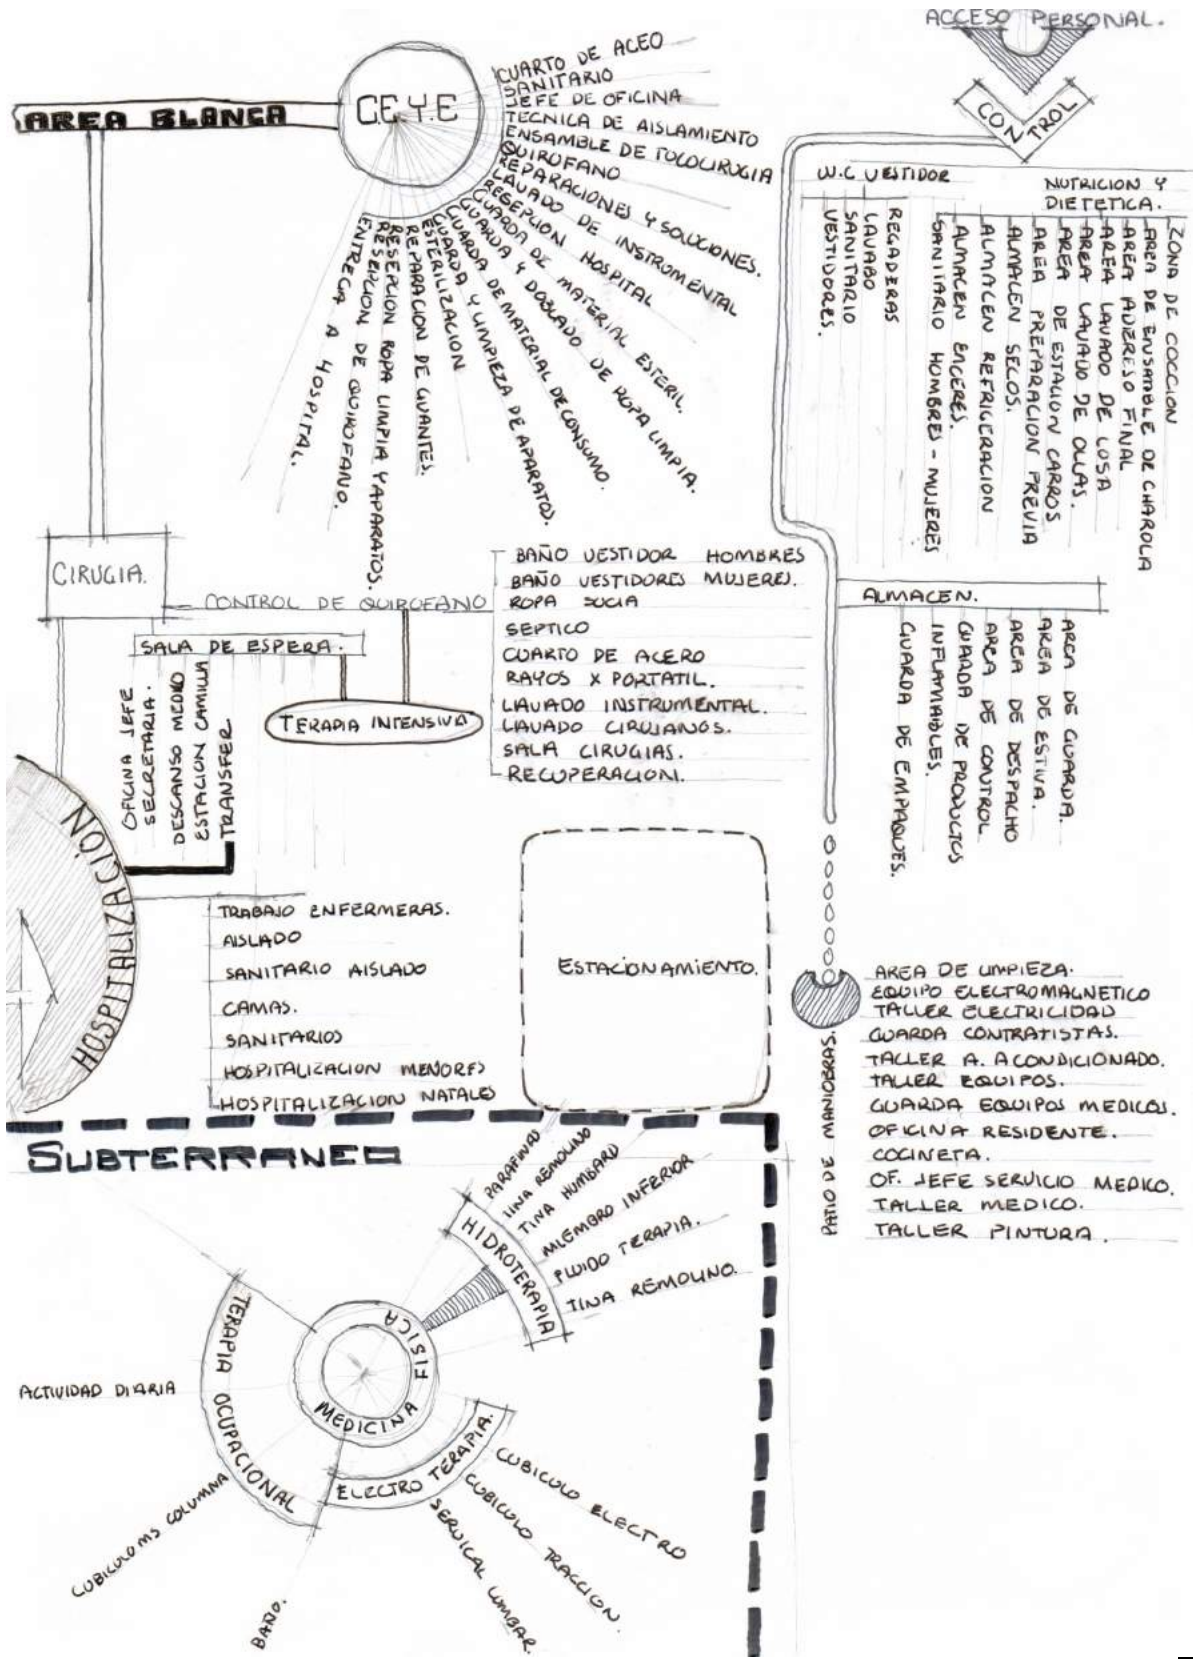 ACCESO PERSONAL.
CONTROL
AREA BLANCA
C.E.Y.E
CUARTO DE ACEO
SANITARIO
JEFE DE OFICINA
TECNICA DE AISLAMIENTO
ENSAMBLE DE TOCOCIRUGIA
QUIROFANO
REPARACIONES Y SOLUCIONES.
LAVADO DE INSTRUMENTAL
RESEPCION HOSPITAL
GUARDA DE MATERIAL ESTERIL.
GUARDA Y DOBLADO DE ROPA LIMPIA.
GUARDA DE MATERIAL DE CONSUMO.
GUARDA Y LIMPIEZA DE APARATOS.
ESTERILIZACION
REPARACION DE GUANTES.
RESEPCION ROPA LIMPIA Y APARATOS.
RESEPCION DE QUIROFANO.
ENTREGA A HOSPITAL.
W.C VESTIDOR
REGADERAS
LAVABO
SANITARIO
VESTIDORES.
NUTRICION Y
DIETETICA.
ZONA DE COCCION
AREA DE ENSAMBLE DE CHAROLA
AREA ADERESO FINAL
AREA LAVADO DE LOSA
AREA LAVADO DE OLLAS.
AREA DE ESTACION CARROS
AREA PREPARACION PREVIA
ALMACEN SECOS.
ALMACEN REFRIGERACION
ALMACEN ENCERES.
SANITARIO HOMBRES - MUJERES
CIRUGIA.
CONTROL DE QUIROFANO
BAÑO VESTIDOR HOMBRES
BAÑO VESTIDORES MUJERES.
ROPA SUCIA
SEPTICO
CUARTO DE ACERO
RAYOS X PORTATIL.
LAVADO INSTRUMENTAL.
LAVADO CIRUJANOS.
SALA CIRUGIAS.
RECUPERACION.
SALA DE ESPERA.
OFICINA JEFE
SECRETARIA.
DESCANSO MEDICO
ESTACION CAMILLA
TRANSFER
TERAPIA INTENSIVA
ALMACEN.
AREA DE GUARDA.
AREA DE ESTIVA.
AREA DE DESPACHO
AREA DE CONTROL
GUARDA DE PRODUCTOS
INFLAMABLES.
GUARDA DE EMPAQUES.
HOSPITALIZACIÓN
TRABAJO ENFERMERAS.
AISLADO
SANITARIO AISLADO
CAMAS.
SANITARIOS
HOSPITALIZACION MENORES
HOSPITALIZACION NATALES
ESTACIONAMIENTO.
PATIO DE MANIOBRAS.
AREA DE LIMPIEZA.
EQUIPO ELECTROMAGNETICO
TALLER ELECTRICIDAD
GUARDA CONTRATISTAS.
TALLER A. ACONDICIONADO.
TALLER EQUIPOS.
GUARDA EQUIPOS MEDICOS.
OFICINA RESIDENTE.
COCINETA.
OF. JEFE SERVICIO MEDICO.
TALLER MEDICO.
TALLER PINTURA.
SUBTERRANEO
MEDICINA FISICA
HIDROTERAPIA
PARAFINAS
TINA REMOLINO
TINA HUMBARD
MIEMBRO INFERIOR
FLUIDO TERAPIA.
TINA REMOLINO.
TERAPIA OCUPACIONAL
ACTIVIDAD DIARIA
CUBICULO MS COLUMNA
BAÑO.
ELECTRO TERAPIA.
CUBICULO ELECTRO
CUBICULO TRACCION.
SERVICAL LUMBAR.